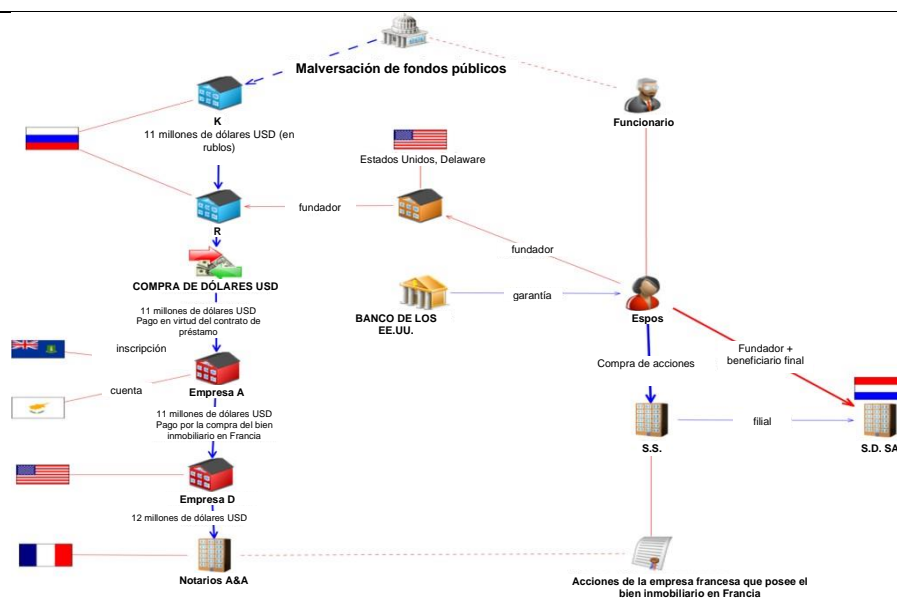 Malversación de fondos públicos
K
11 millones de dólares USD (en
rublos)
Funcionario
Estados Unidos, Delaware
fundador
R
fundador
COMPRA DE DÓLARES USD
11 millones de dólares USD
Pago en virtud del contrato de
préstamo
BANCO DE LOS
EE.UU.
garantía
Espos
inscripción
Compra de acciones
Fundador +
beneficiario final
cuenta
Empresa A
11 millones de dólares USD
Pago por la compra del bien
inmobiliario en Francia
S.S.
filial
S.D. SA
Empresa D
12 millones de dólares USD
Notarios A&A
Acciones de la empresa francesa que posee el
bien inmobiliario en Francia